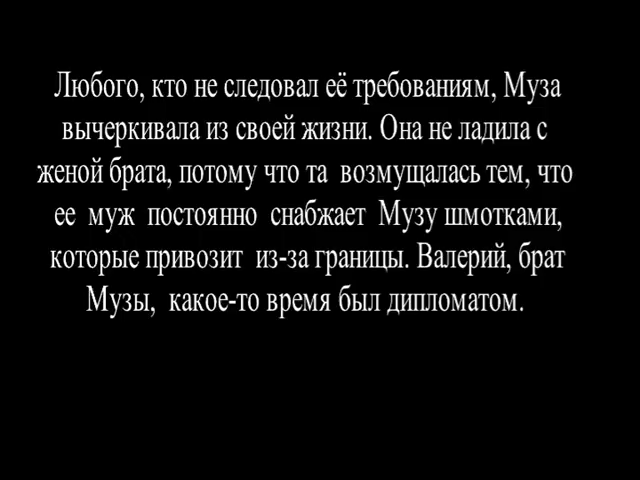 Любого, кто не следовал её требованиям, Муза
вычеркивала из своей жизни. Она не ладила с
женой брата, потому что та возмущалась тем, что
ее муж постоянно снабжает Музу шмотками,
которые привозит из-за границы. Валерий, брат
Музы, какое-то время был дипломатом.